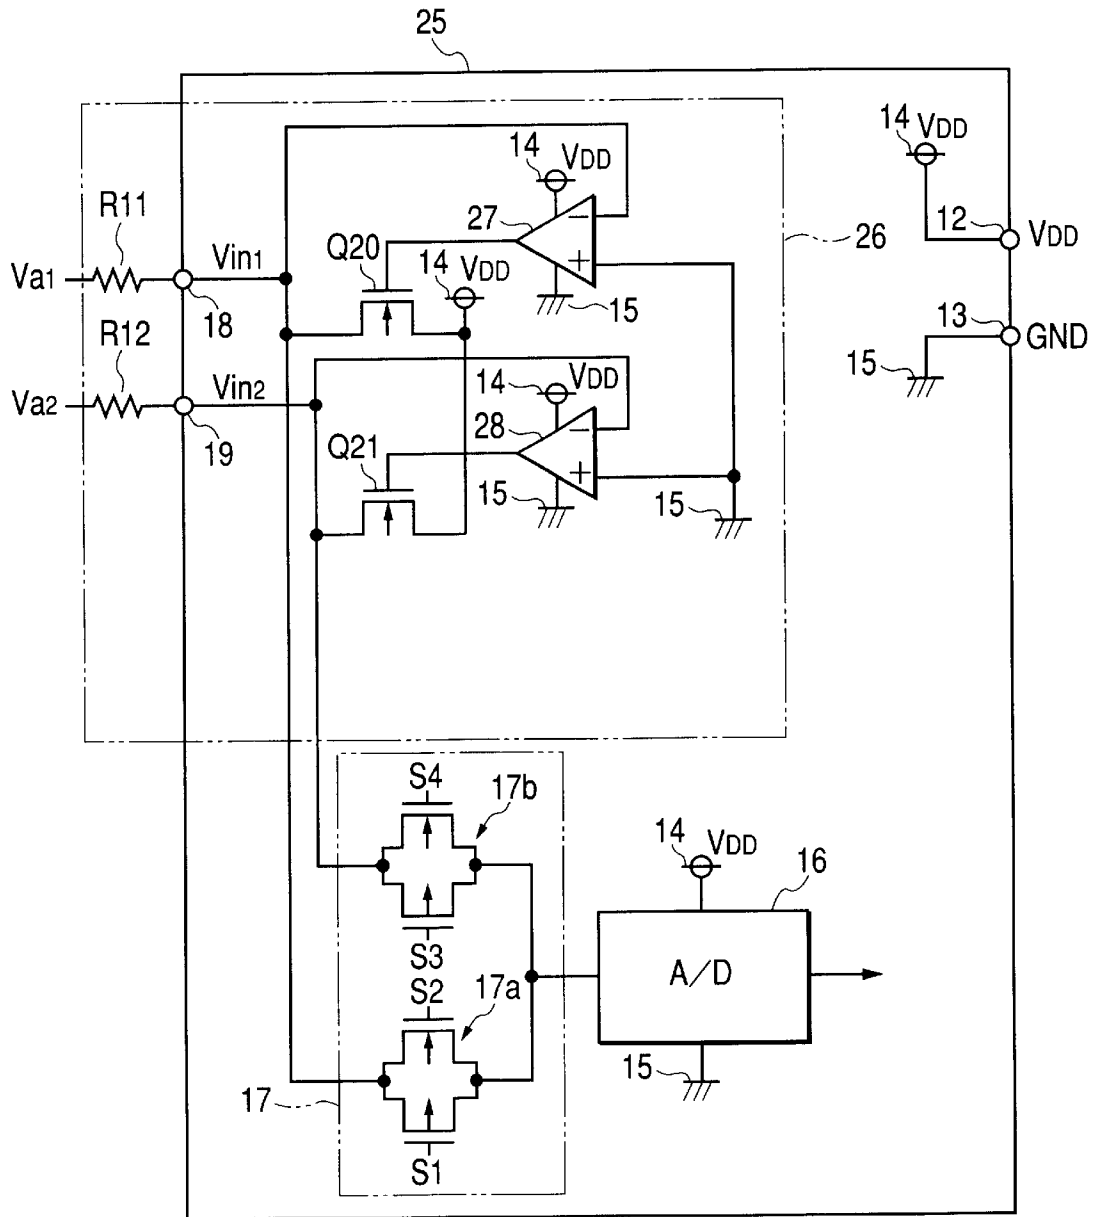 25
14 VDD
14 VDD
R11
27
26
12
VDD
Q20
Va1
Vin1
14 VDD
18
15
13
GND
R12
15
14 VDD
Va2
Vin2
28
19
Q21
15
15
S4
17b
14 VDD
16
S3
A/D
S2
17a
15
17
S1
− +
− +